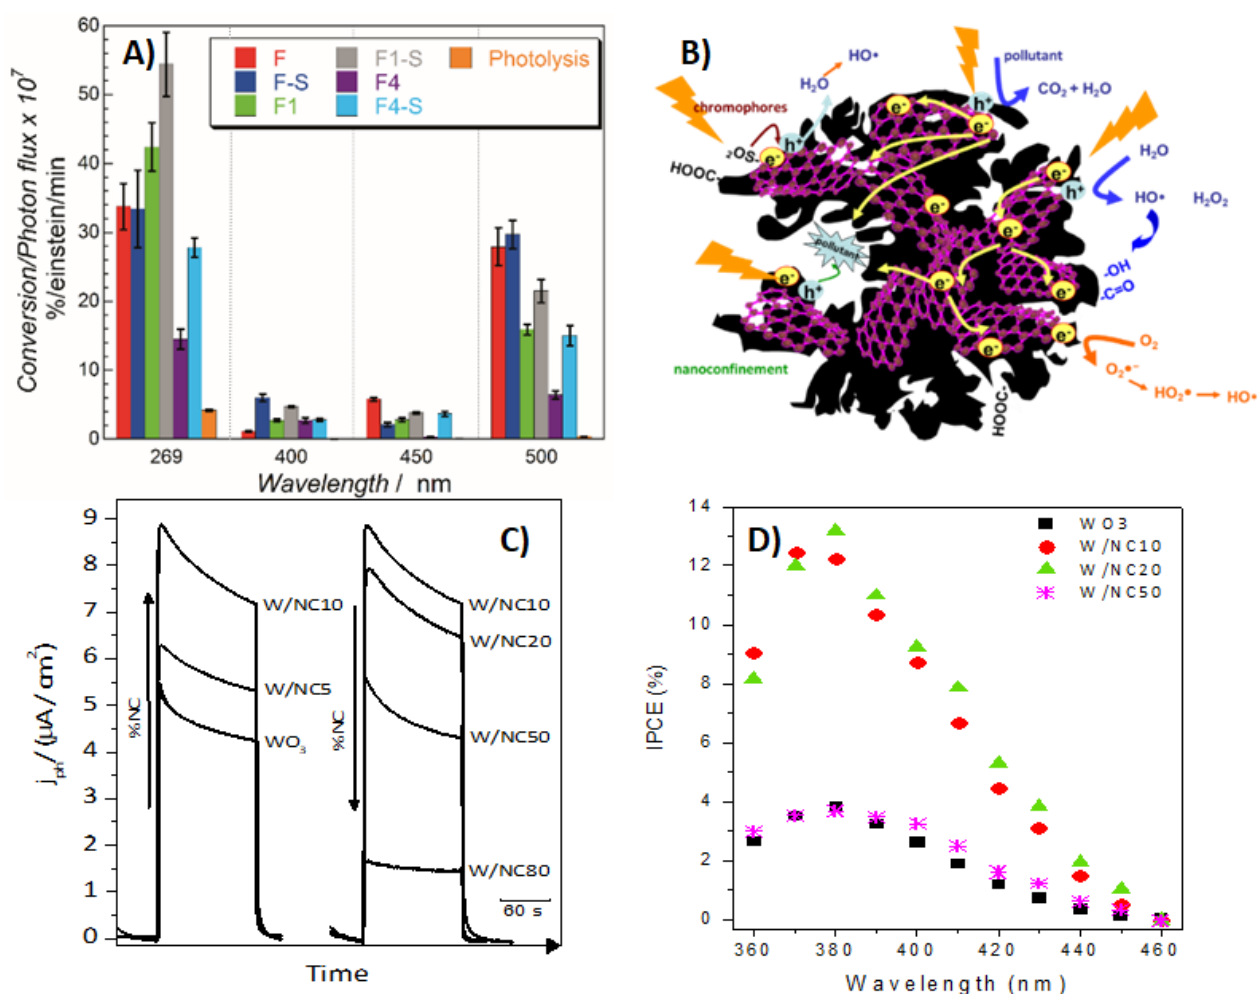 A)
60
50
40
30
20
10
0
Conversion/Photon flux x 10⁷
%/einstein/min
F
F-S
F1
F1-S
F4
F4-S
Photolysis
269
400
450
500
Wavelength / nm
B)
HO•
H₂O
pollutant
h⁺
CO₂ + H₂O
e⁻
e⁻
chromophores
h⁺
₂OS-
e⁻
HOOC-
H₂O
e⁻
h⁺
HO•
H₂O₂
e⁻
e⁻
pollutant
-OH
-C=O
e⁻
h⁺
e⁻
e⁻
e⁻
e⁻
O₂
O₂•⁻
HO₂•
HO•
nanoconfinement
HOOC-
C)
9
8
7
6
5
4
3
2
1
0
jph/ (µA/ cm²)
%NC
W/NC10
W/NC5
WO₃
%NC
W/NC10
W/NC20
W/NC50
W/NC80
60 s
Time
D)
14
12
10
8
6
4
2
0
IPCE (%)
WO3
W/NC10
W/NC20
W/NC50
360
380
400
420
440
460
Wavelength (nm)